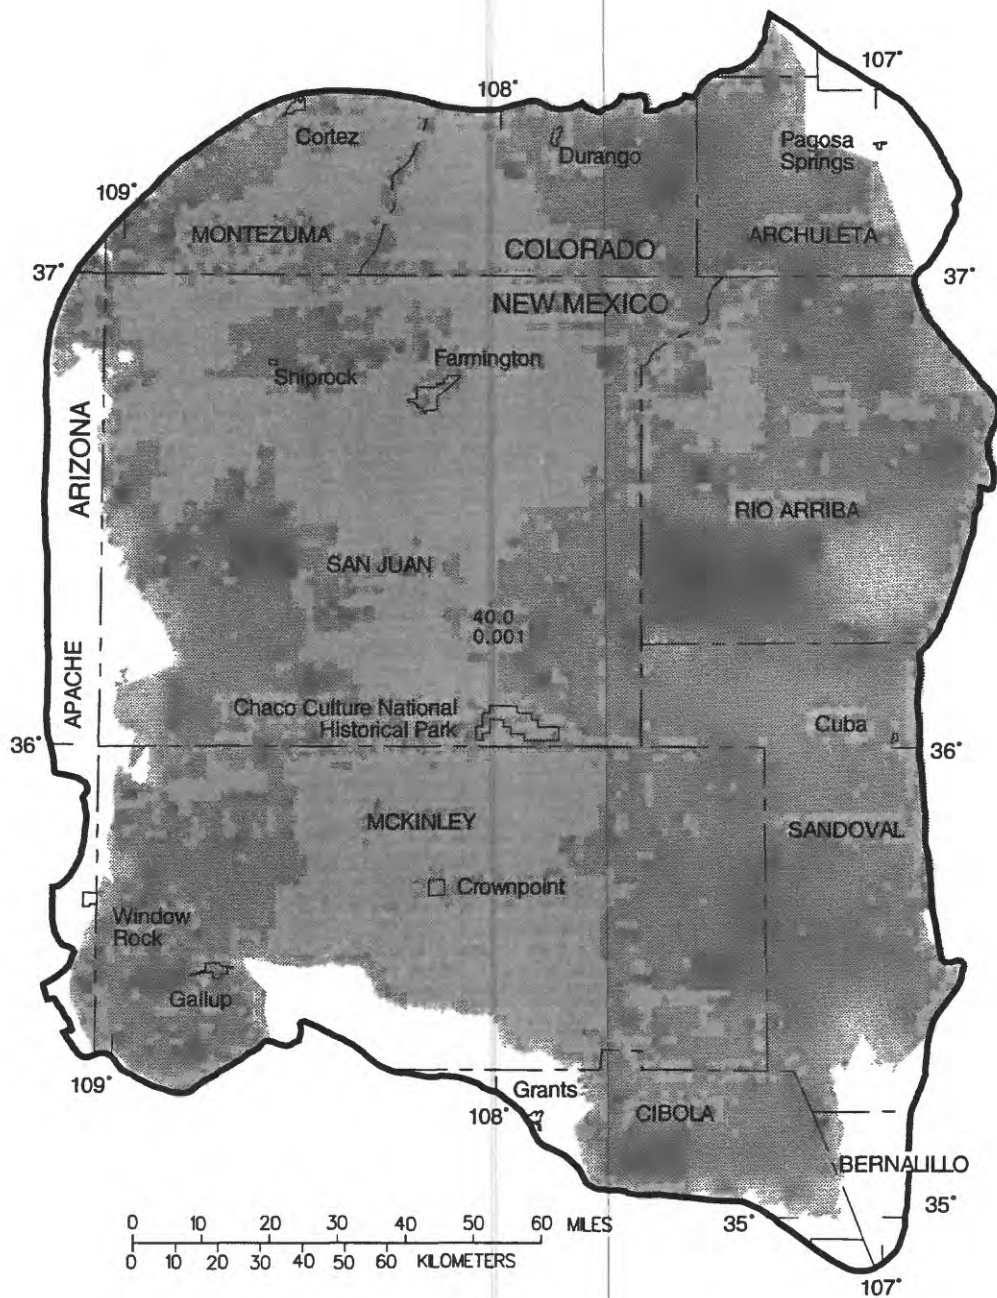 107°
108°
Cortez
Durango
Pagosa
Springs
109°
MONTEZUMA
COLORADO
ARCHULETA
37°
37°
NEW MEXICO
Farmington
Shiprock
ARIZONA
RIO ARRIBA
SAN JUAN
40.0
0.001
APACHE
Chaco Culture National
Historical Park
Cuba
36°
36°
MCKINLEY
SANDOVAL
Crownpoint
Window
Rock
Gallup
109°
Grants
108°
CIBOLA
BERNALILLO
35°
35°
0 10 20 30 40 50 60 MILES
0 10 20 30 40 50 60 KILOMETERS
107°